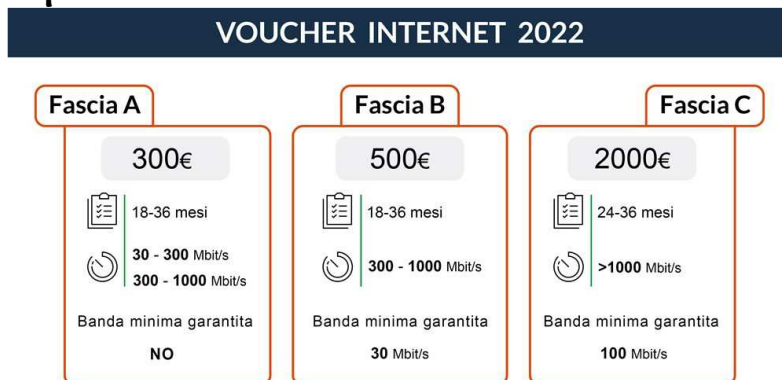 VOUCHER INTERNET 2022
Fascia A
300€
18-36 mesi
30 - 300 Mbit/s
300 - 1000 Mbit/s
Banda minima garantita
NO
Fascia B
500€
18-36 mesi
300 - 1000 Mbit/s
Banda minima garantita
30 Mbit/s
Fascia C
2000€
24-36 mesi
>1000 Mbit/s
Banda minima garantita
100 Mbit/s